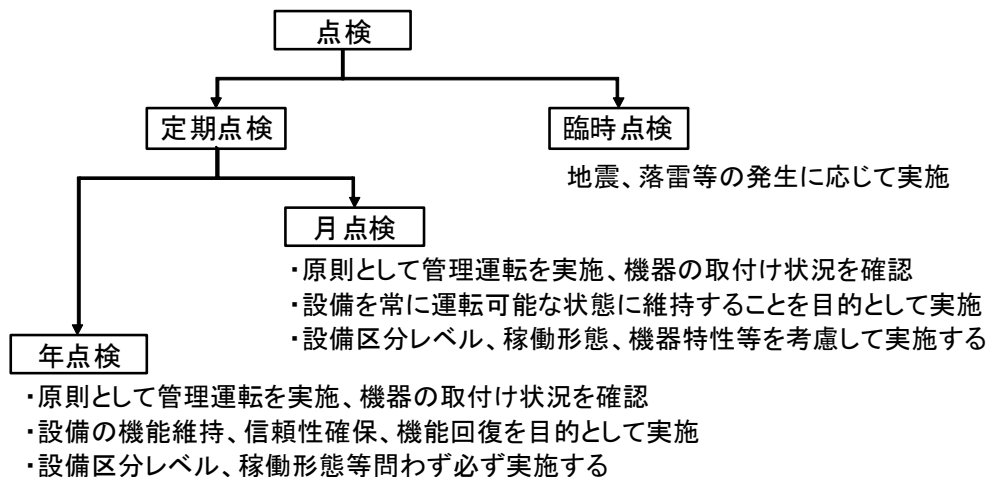 点検
定期点検
臨時点検
地震、落雷等の発生に応じて実施
月点検
・原則として管理運転を実施、機器の取付け状況を確認
・設備を常に運転可能な状態に維持することを目的として実施
・設備区分レベル、稼働形態、機器特性等を考慮して実施する
年点検
・原則として管理運転を実施、機器の取付け状況を確認
・設備の機能維持、信頼性確保、機能回復を目的として実施
・設備区分レベル、稼働形態等問わず必ず実施する